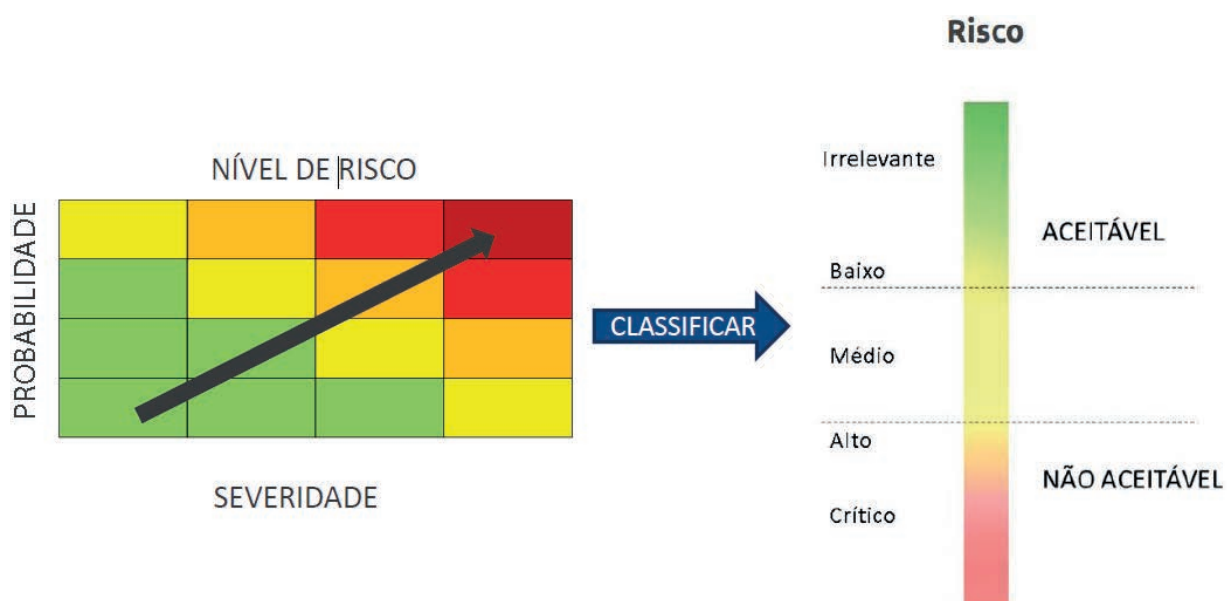 NÍVEL DE RISCO
PROBABILIDADE
SEVERIDADE
CLASSIFICAR
Risco
Irrelevante
ACEITÁVEL
Baixo
Médio
Alto
NÃO ACEITÁVEL
Crítico